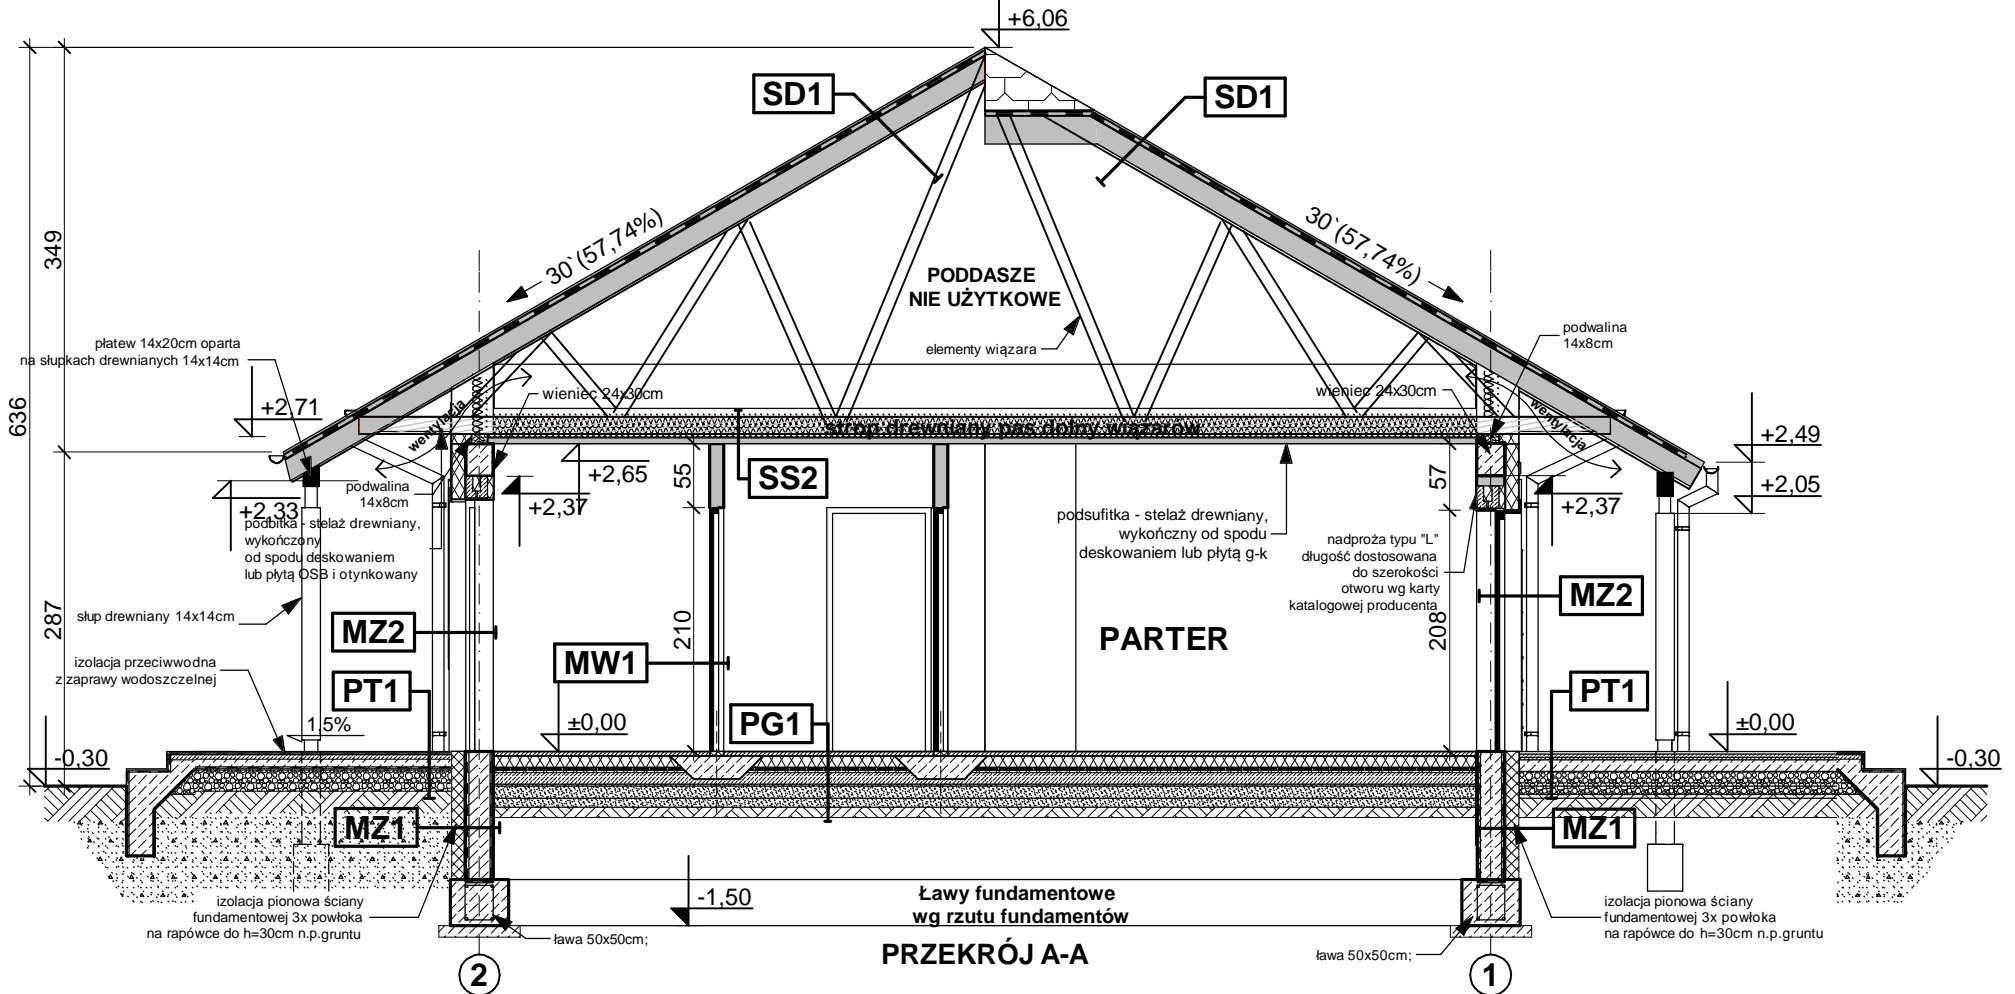 +6,06
SD1
SD1
349
30`(57,74%)
30`(57,74%)
PODDASZE
NIE UŻYTKOWE
płatew 14x20cm oparta
na słupkach drewnianych 14x14cm
elementy wiązara
podwalina
14x8cm
636
+2,71
wentylacja
wieniec 24x30cm
wieniec 24x30cm
wentylacja
strop drewniany pas dolny wiązarów
+2,49
+2,65
55
SS2
57
+2,05
podwalina
14x8cm
+2,37
+2,37
+2,33
podbitka - stelaż drewniany,
wykończony
od spodu deskowaniem
lub płytą OSB i otynkowany
podsufitka - stelaż drewniany,
wykończny od spodu
deskowaniem lub płytą g-k
nadproża typu "L"
długość dostosowana
do szerokości
otworu wg karty
katalogowej producenta
287
słup drewniany 14x14cm
MZ2
210
208
MZ2
PARTER
MW1
izolacja przeciwwodna
z zaprawy wodoszczelnej
PT1
PT1
1,5%
±0,00
PG1
±0,00
-0,30
-0,30
MZ1
MZ1
izolacja pionowa ściany
fundamentowej 3x powłoka
na rapówce do h=30cm n.p.gruntu
-1,50
Ławy fundamentowe
wg rzutu fundamentów
izolacja pionowa ściany
fundamentowej 3x powłoka
na rapówce do h=30cm n.p.gruntu
ława 50x50cm;
PRZEKRÓJ A-A
ława 50x50cm;
2
1